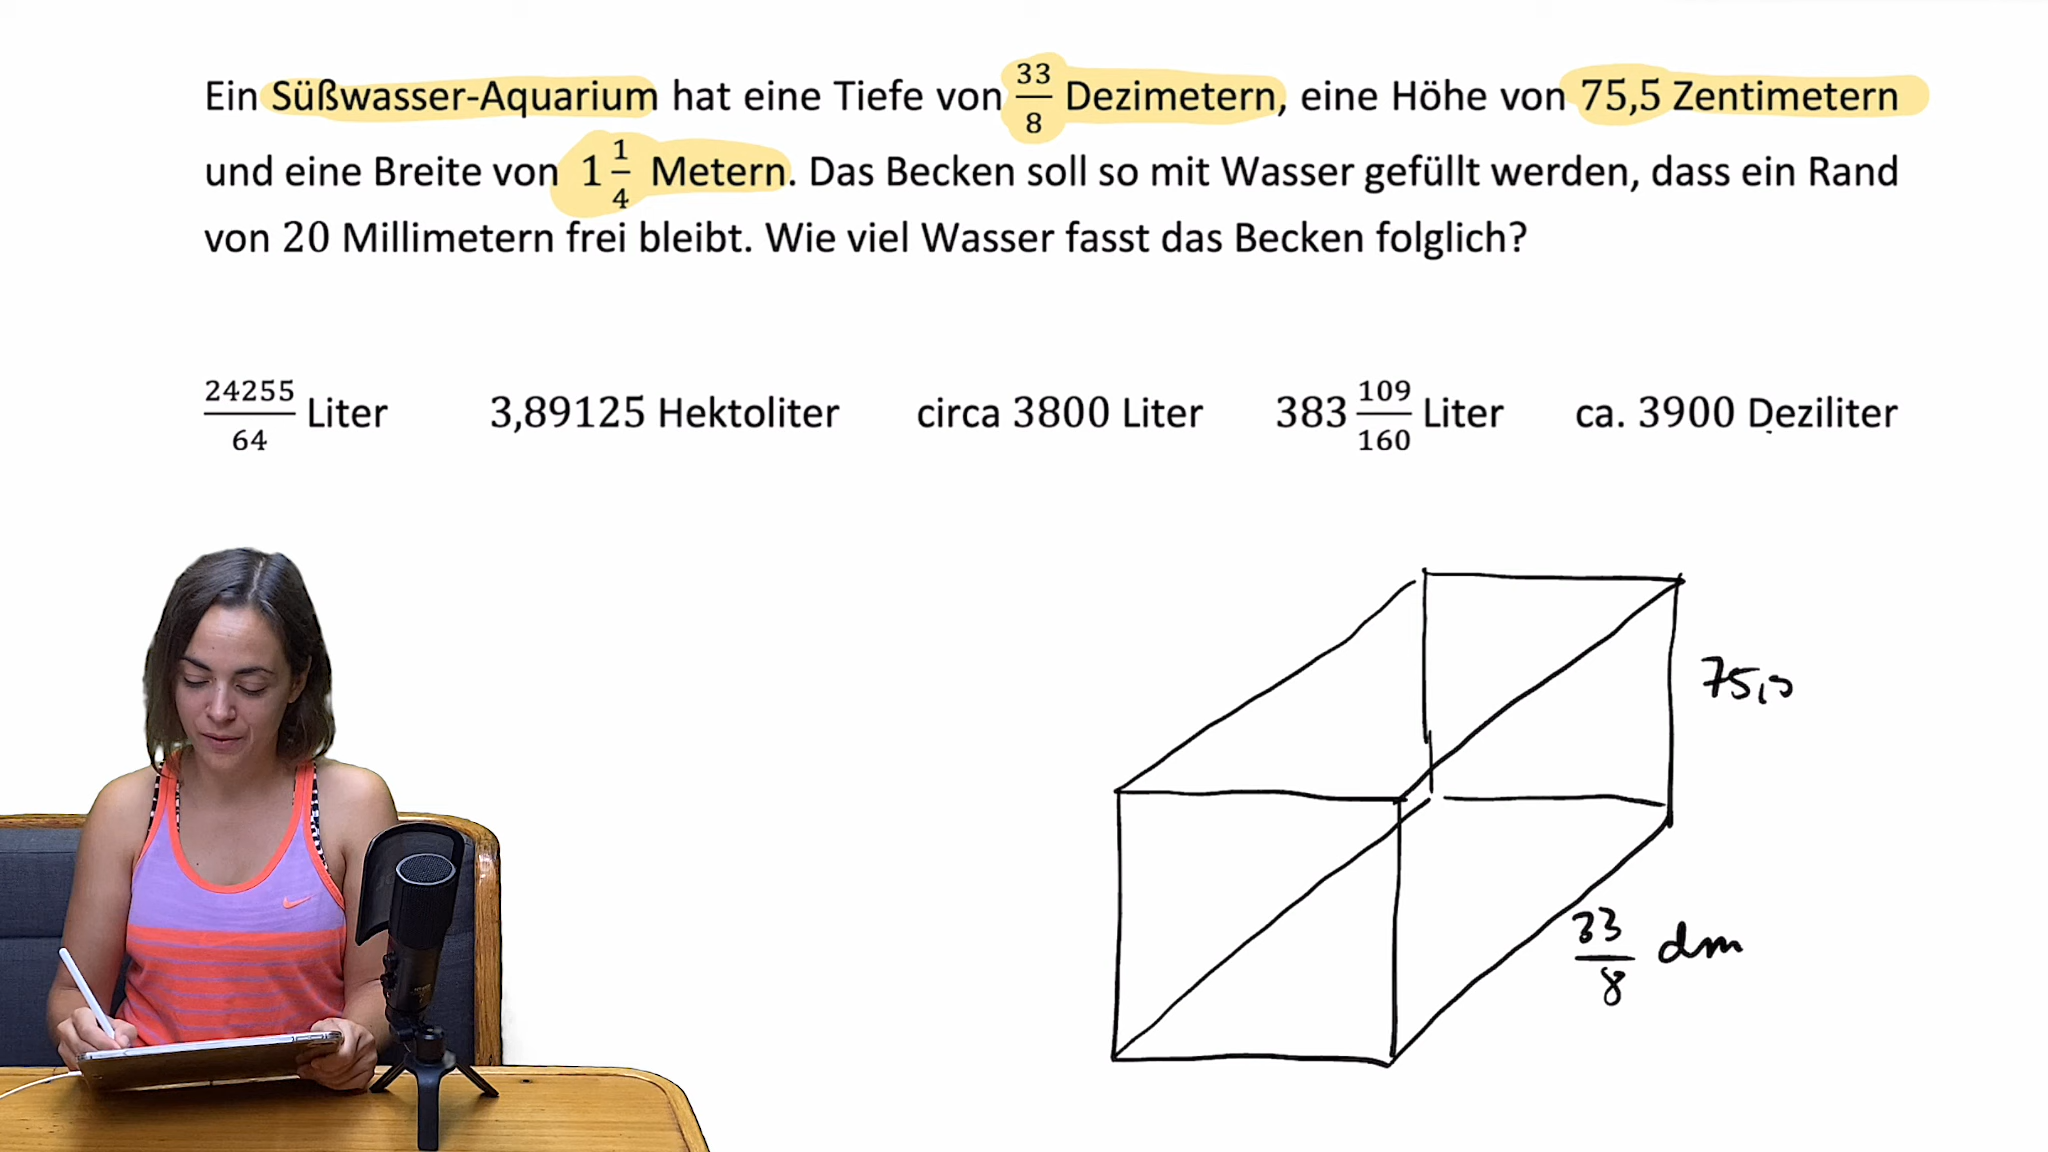 Ein Süßwasser-Aquarium hat eine Tiefe von 33/8 Dezimetern, eine Höhe von 75,5 Zentimetern
und eine Breite von 1 1/4 Metern. Das Becken soll so mit Wasser gefüllt werden, dass ein Rand
von 20 Millimetern frei bleibt. Wie viel Wasser fasst das Becken folglich?
24255/64 Liter 3,89125 Hektoliter circa 3800 Liter 383 109/160 Liter ca. 3900 Deziliter
75,
33/8 dm